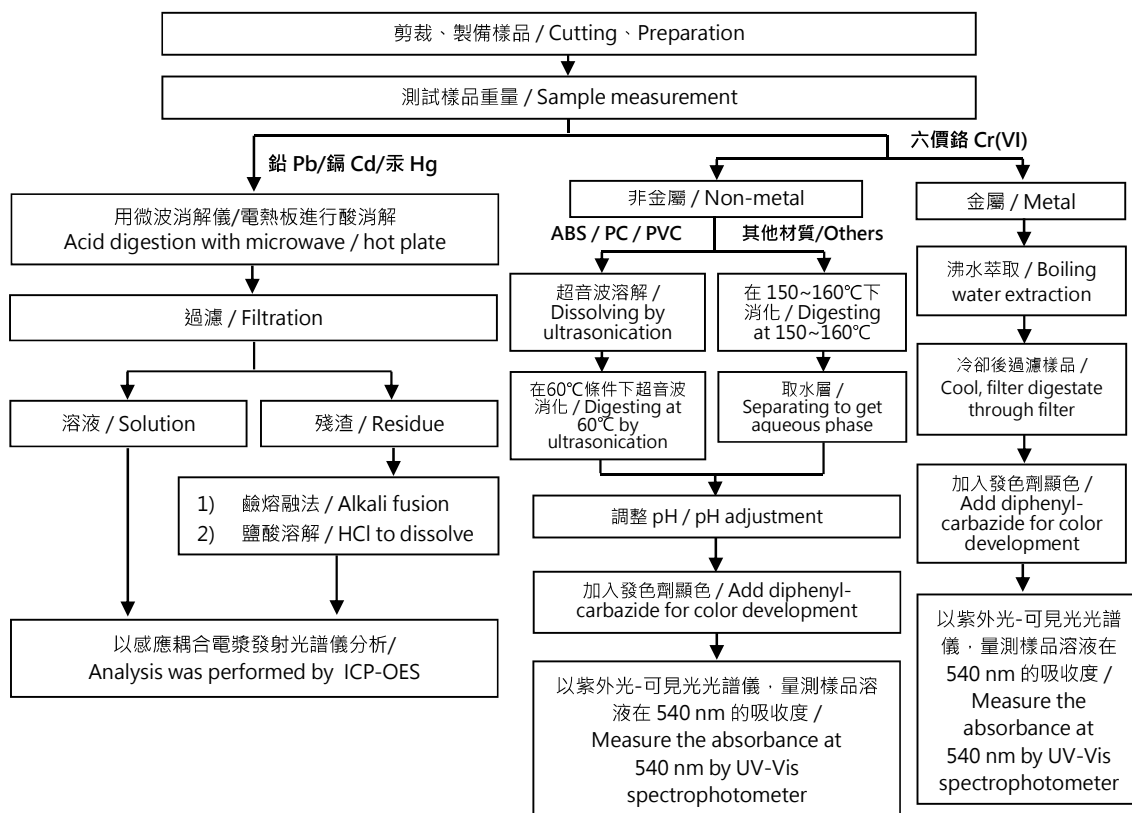 剪裁、製備樣品 / Cutting、Preparation
測試樣品重量 / Sample measurement
鉛 Pb/鎘 Cd/汞 Hg
用微波消解儀/電熱板進行酸消解
Acid digestion with microwave / hot plate
過濾 / Filtration
溶液 / Solution
殘渣 / Residue
1) 鹼熔融法 / Alkali fusion
2) 鹽酸溶解 / HCl to dissolve
以感應耦合電漿發射光譜儀分析/
Analysis was performed by ICP-OES
六價鉻 Cr(VI)
非金屬 / Non-metal
ABS / PC / PVC
超音波溶解 /
Dissolving by
ultrasonication
在60℃條件下超音波
消化 / Digesting at
60℃ by
ultrasonication
其他材質/Others
在 150~160℃下
消化 / Digesting
at 150~160℃
取水層 /
Separating to get
aqueous phase
調整 pH / pH adjustment
加入發色劑顯色 / Add diphenyl-
carbazide for color development
以紫外光-可見光光譜儀，量測樣品溶
液在 540 nm 的吸收度 /
Measure the absorbance at
540 nm by UV-Vis
spectrophotometer
金屬 / Metal
沸水萃取 / Boiling
water extraction
冷卻後過濾樣品 /
Cool, filter digestate
through filter
加入發色劑顯色 /
Add diphenyl-
carbazide for color
development
以紫外光-可見光光譜
儀，量測樣品溶液在
540 nm 的吸收度 /
Measure the
absorbance at
540 nm by UV-Vis
spectrophotometer